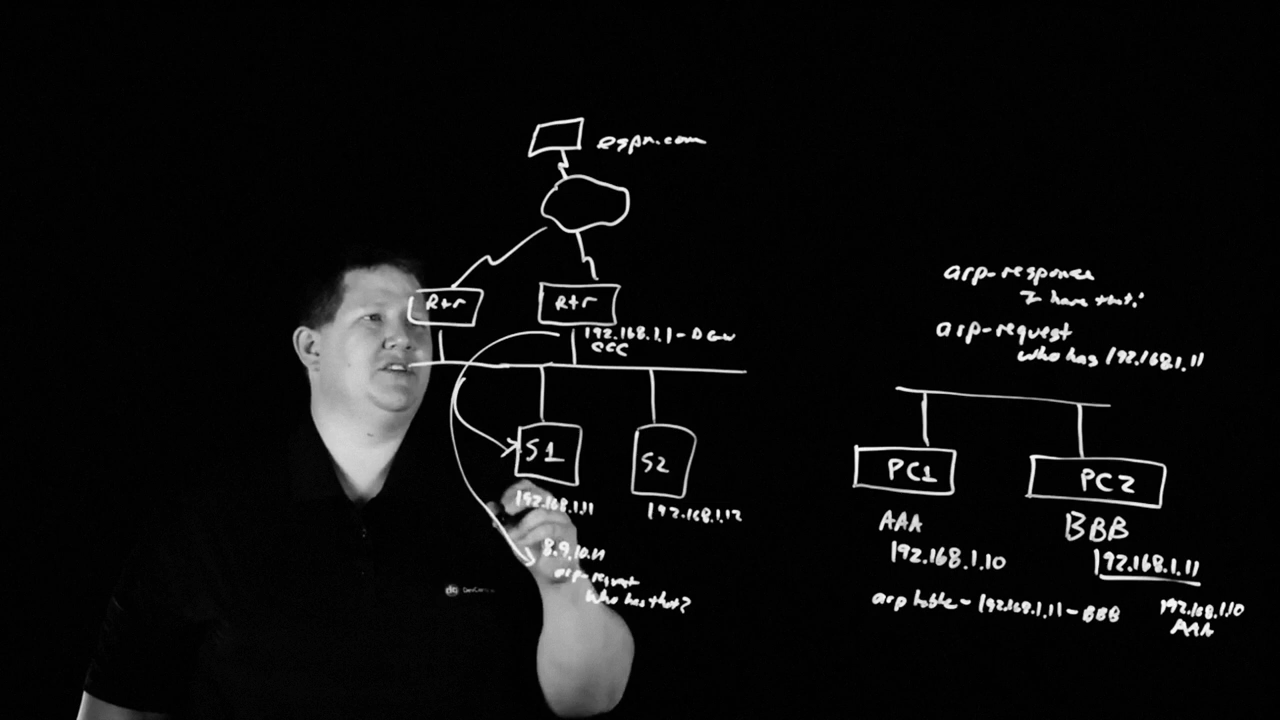 espn.com
Rtr
Rtr
192.168.1.1 - DGW
CCC
S1
S2
192.168.1.11
192.168.1.12
8.9.10.11
arp-request
who has that?
arp-response
I have that!
arp-request
who has 192.168.1.11
PC1
PC2
AAA
BBB
192.168.1.10
192.168.1.11
arp table - 192.168.1.11 - BBB
192.168.1.10
AAA